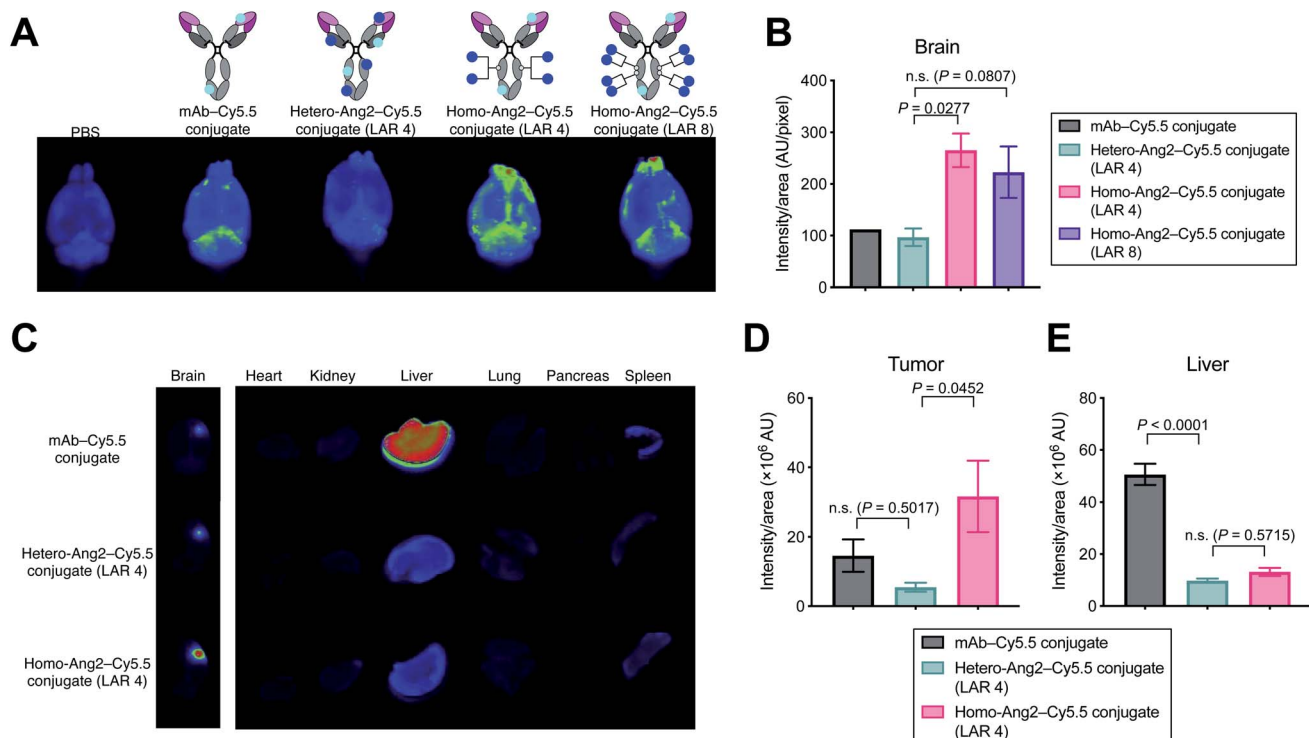 A
PBS
mAb–Cy5.5
conjugate
Hetero-Ang2–Cy5.5
conjugate (LAR 4)
Homo-Ang2–Cy5.5
conjugate (LAR 4)
Homo-Ang2–Cy5.5
conjugate (LAR 8)
B
Brain
n.s. (P = 0.0807)
P = 0.0277
Intensity/area (AU/pixel)
400
300
200
100
0
mAb–Cy5.5 conjugate
Hetero-Ang2–Cy5.5 conjugate
(LAR 4)
Homo-Ang2–Cy5.5 conjugate
(LAR 4)
Homo-Ang2–Cy5.5 conjugate
(LAR 8)
C
Brain Heart Kidney Liver Lung Pancreas Spleen
mAb–Cy5.5
conjugate
Hetero-Ang2–Cy5.5
conjugate (LAR 4)
Homo-Ang2–Cy5.5
conjugate (LAR 4)
D
Tumor
P = 0.0452
n.s. (P = 0.5017)
Intensity/area (×10⁶ AU)
60
40
20
0
E
Liver
P < 0.0001
n.s. (P = 0.5715)
Intensity/area (×10⁶ AU)
80
60
40
20
0
mAb–Cy5.5 conjugate
Hetero-Ang2–Cy5.5 conjugate
(LAR 4)
Homo-Ang2–Cy5.5 conjugate
(LAR 4)